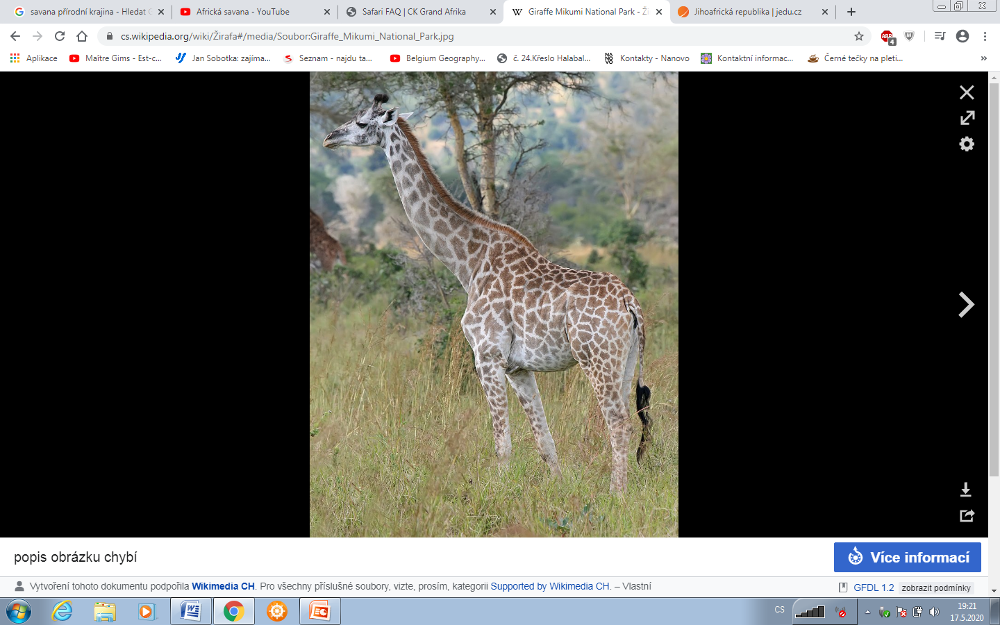 savana přírodní krajina - Hledat G
Africká savana - YouTube
Safari FAQ | CK Grand Afrika
W Giraffe Mikumi National Park - Ži
Jihoafrická republika | jedu.cz
cs.wikipedia.org/wiki/Žirafa#/media/Soubor:Giraffe_Mikumi_National_Park.jpg
ABP 4
Aplikace
Maître Gims - Est-c...
Jan Sobotka: zajíma...
Seznam - najdu ta...
Belgium Geography...
č. 24.Křeslo Halabal...
Kontakty - Nanovo
Kontaktní informac...
Černé tečky na pleti...
»
popis obrázku chybí
Více informací
Vytvoření tohoto dokumentu podpořila Wikimedia CH. Pro všechny příslušné soubory, vizte, prosím, kategorii Supported by Wikimedia CH. – Vlastní
GFDL 1.2 zobrazit podmínky
CS
19:21
17.5.2020